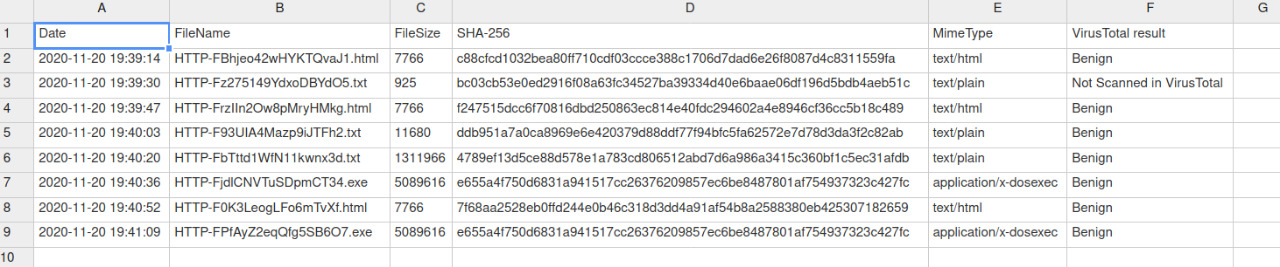 A B C D E F G
1 Date FileName FileSize SHA-256 MimeType VirusTotal result
2 2020-11-20 19:39:14 HTTP-FBhjeo42wHYKTQvaJ1.html 7766 c88cfcd1032bea80ff710cdf03ccce388c1706d7dad6e26f8087d4c8311559fa text/html Benign
3 2020-11-20 19:39:30 HTTP-Fz275149YdxoDBYdO5.txt 925 bc03cb53e0ed2916f08a63fc34527ba39334d40e6baae06df196d5bdb4aeb51c text/plain Not Scanned in VirusTotal
4 2020-11-20 19:39:47 HTTP-FrzIIn2Ow8pMryHMkg.html 7766 f247515dcc6f70816dbd250863ec814e40fdc294602a4e8946cf36cc5b18c489 text/html Benign
5 2020-11-20 19:40:03 HTTP-F93UIA4Mazp9iJTFh2.txt 11680 ddb951a7a0ca8969e6e420379d88ddf77f94bfc5fa62572e7d78d3da3f2c82ab text/plain Benign
6 2020-11-20 19:40:20 HTTP-FbTttd1WfN11kwnx3d.txt 1311966 4789ef13d5ce88d578e1a783cd806512abd7d6a986a3415c360bf1c5ec31afdb text/plain Benign
7 2020-11-20 19:40:36 HTTP-FjdlCNVTuSDpmCT34.exe 5089616 e655a4f750d6831a941517cc26376209857ec6be8487801af754937323c427fc application/x-dosexec Benign
8 2020-11-20 19:40:52 HTTP-F0K3LeogLFo6mTvXf.html 7766 7f68aa2528eb0ffd244e0b46c318d3dd4a91af54b8a2588380eb425307182659 text/html Benign
9 2020-11-20 19:41:09 HTTP-FPfAyZ2eqQfg5SB6O7.exe 5089616 e655a4f750d6831a941517cc26376209857ec6be8487801af754937323c427fc application/x-dosexec Benign
10